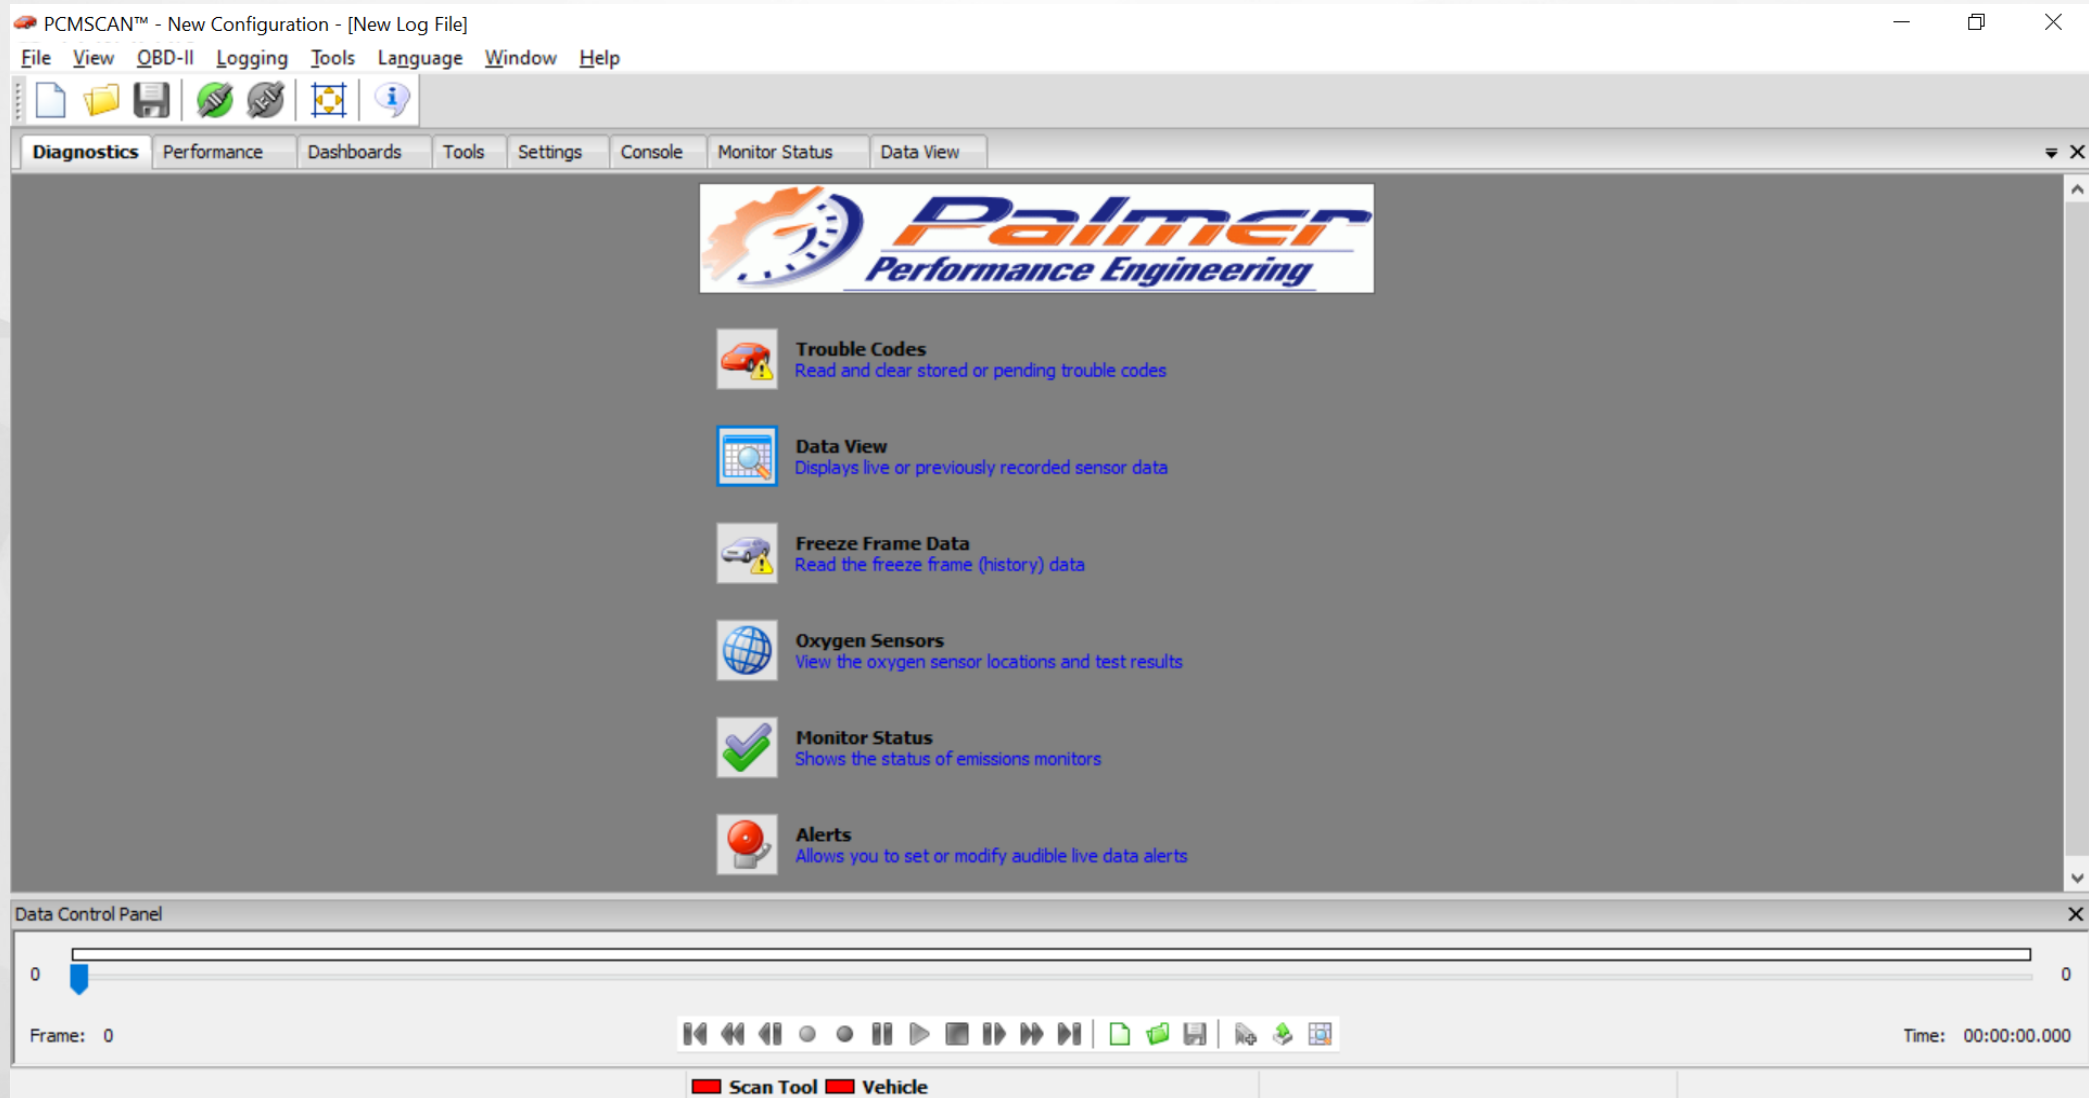 PCMSCAN™ - New Configuration - [New Log File]
File View OBD-II Logging Tools Language Window Help
Diagnostics Performance Dashboards Tools Settings Console Monitor Status Data View
Palmer
Performance Engineering
Trouble Codes
Read and clear stored or pending trouble codes
Data View
Displays live or previously recorded sensor data
Freeze Frame Data
Read the freeze frame (history) data
Oxygen Sensors
View the oxygen sensor locations and test results
Monitor Status
Shows the status of emissions monitors
Alerts
Allows you to set or modify audible live data alerts
Data Control Panel
0 0
Frame: 0 Time: 00:00:00.000
Scan Tool Vehicle